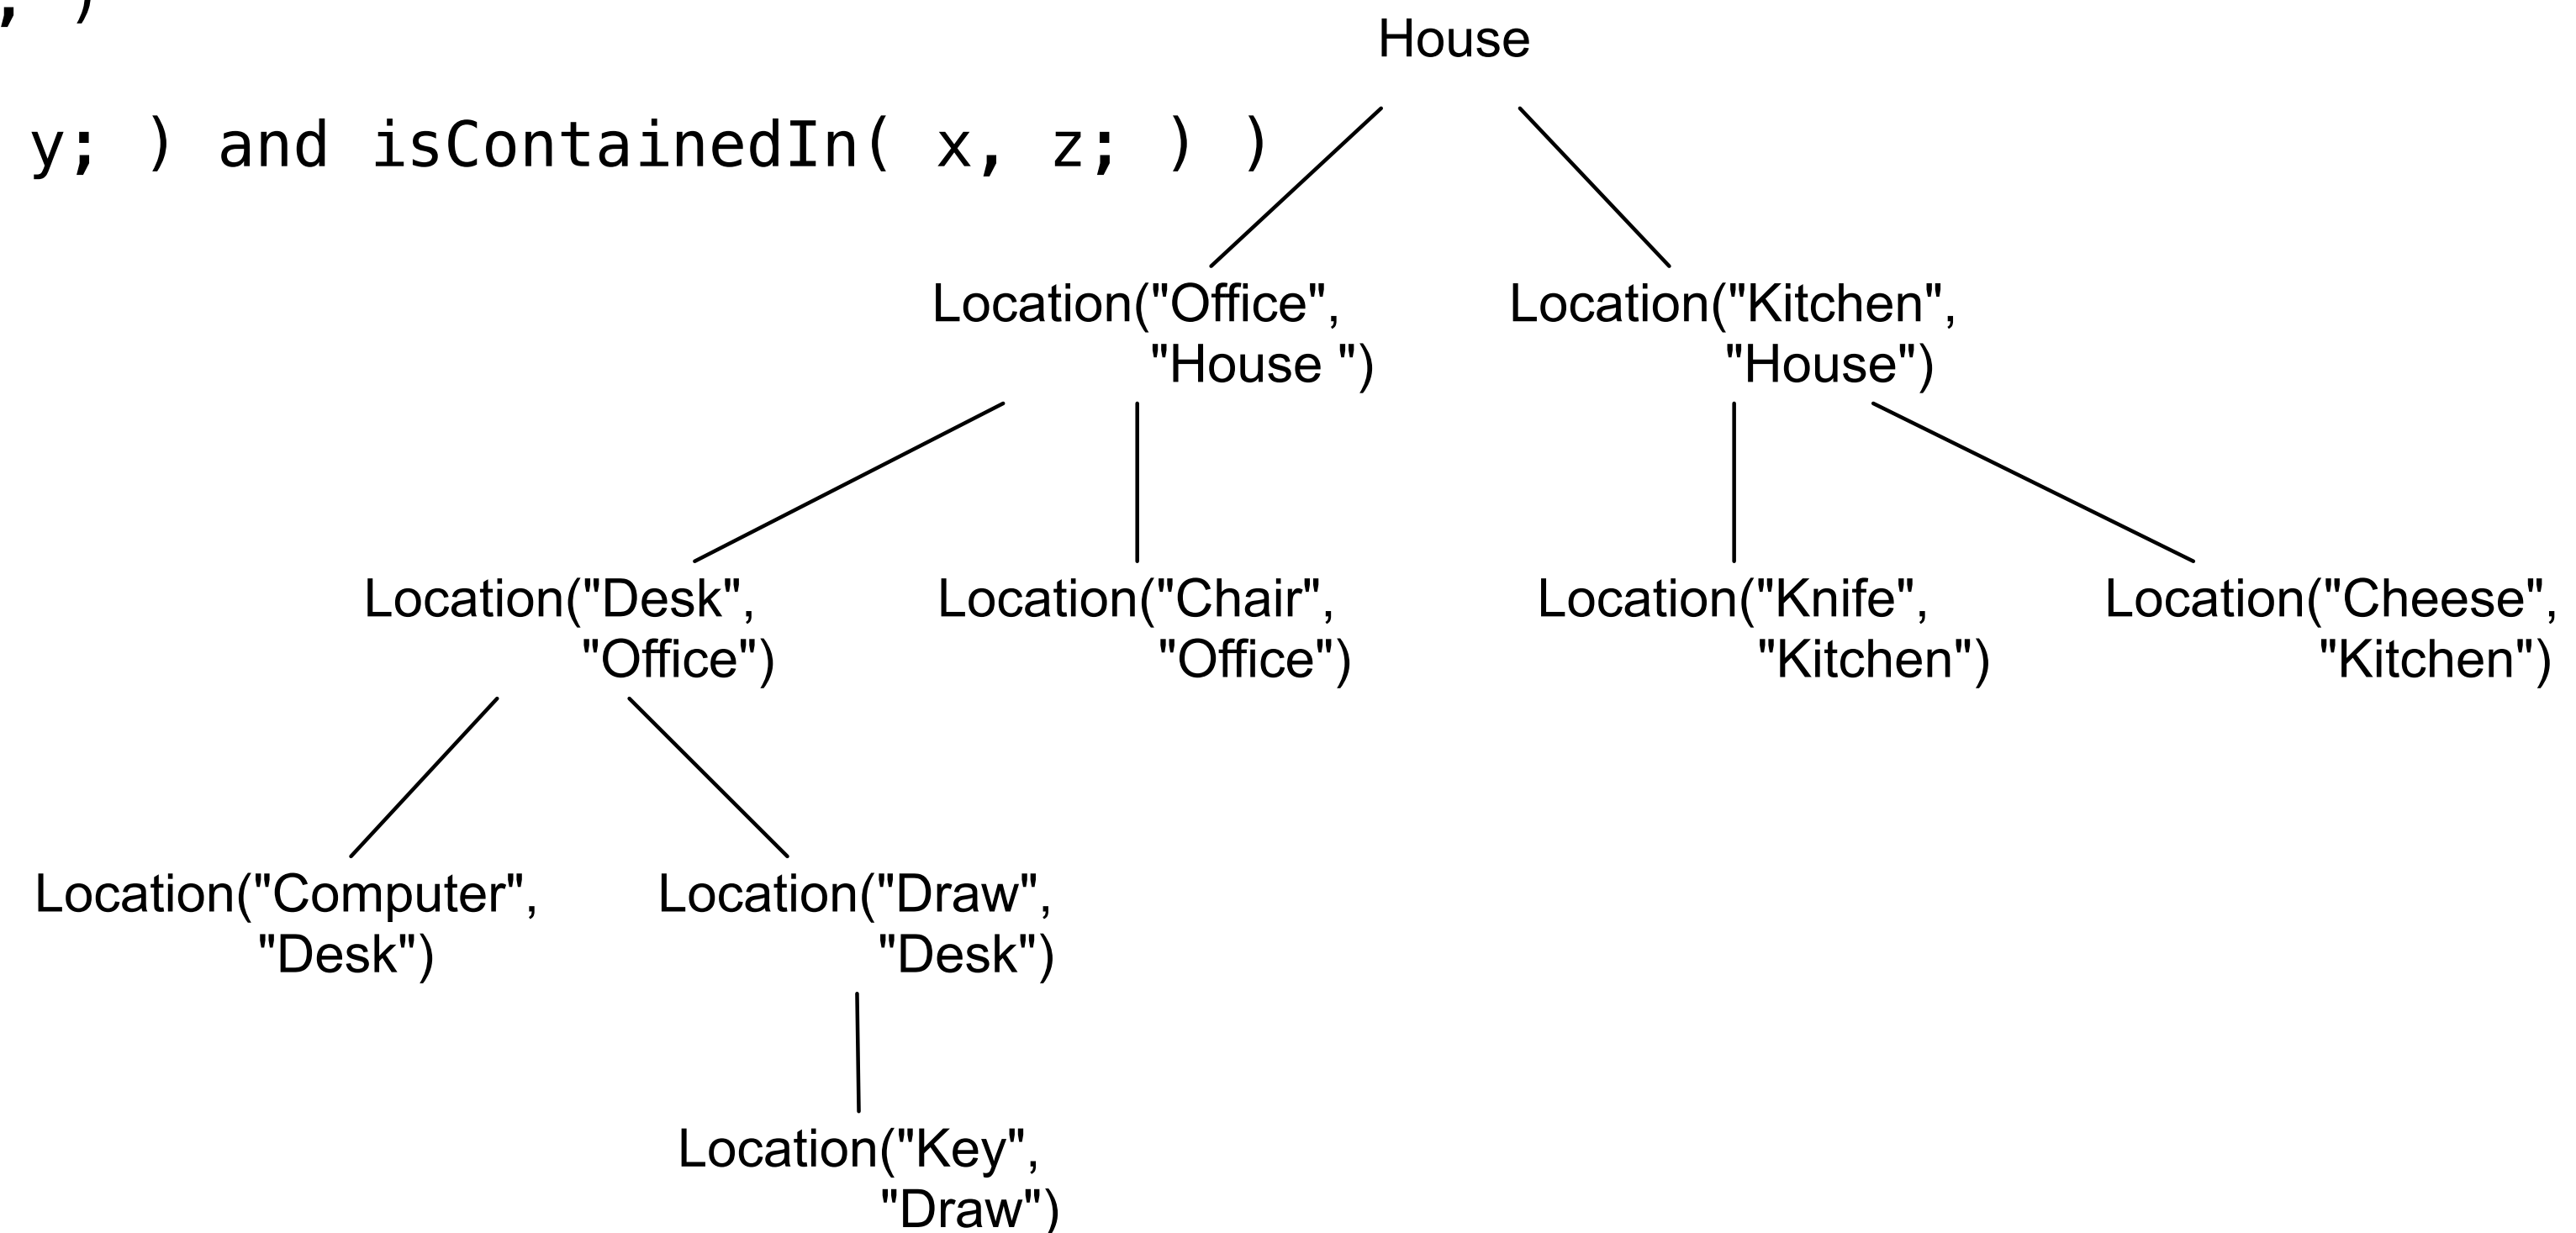 , )
House
y; ) and isContainedIn( x, z; ) )
Location("Office",
"House ")
Location("Kitchen",
"House")
Location("Desk",
"Office")
Location("Chair",
"Office")
Location("Knife",
"Kitchen")
Location("Cheese",
"Kitchen")
Location("Computer",
"Desk")
Location("Draw",
"Desk")
Location("Key",
"Draw")